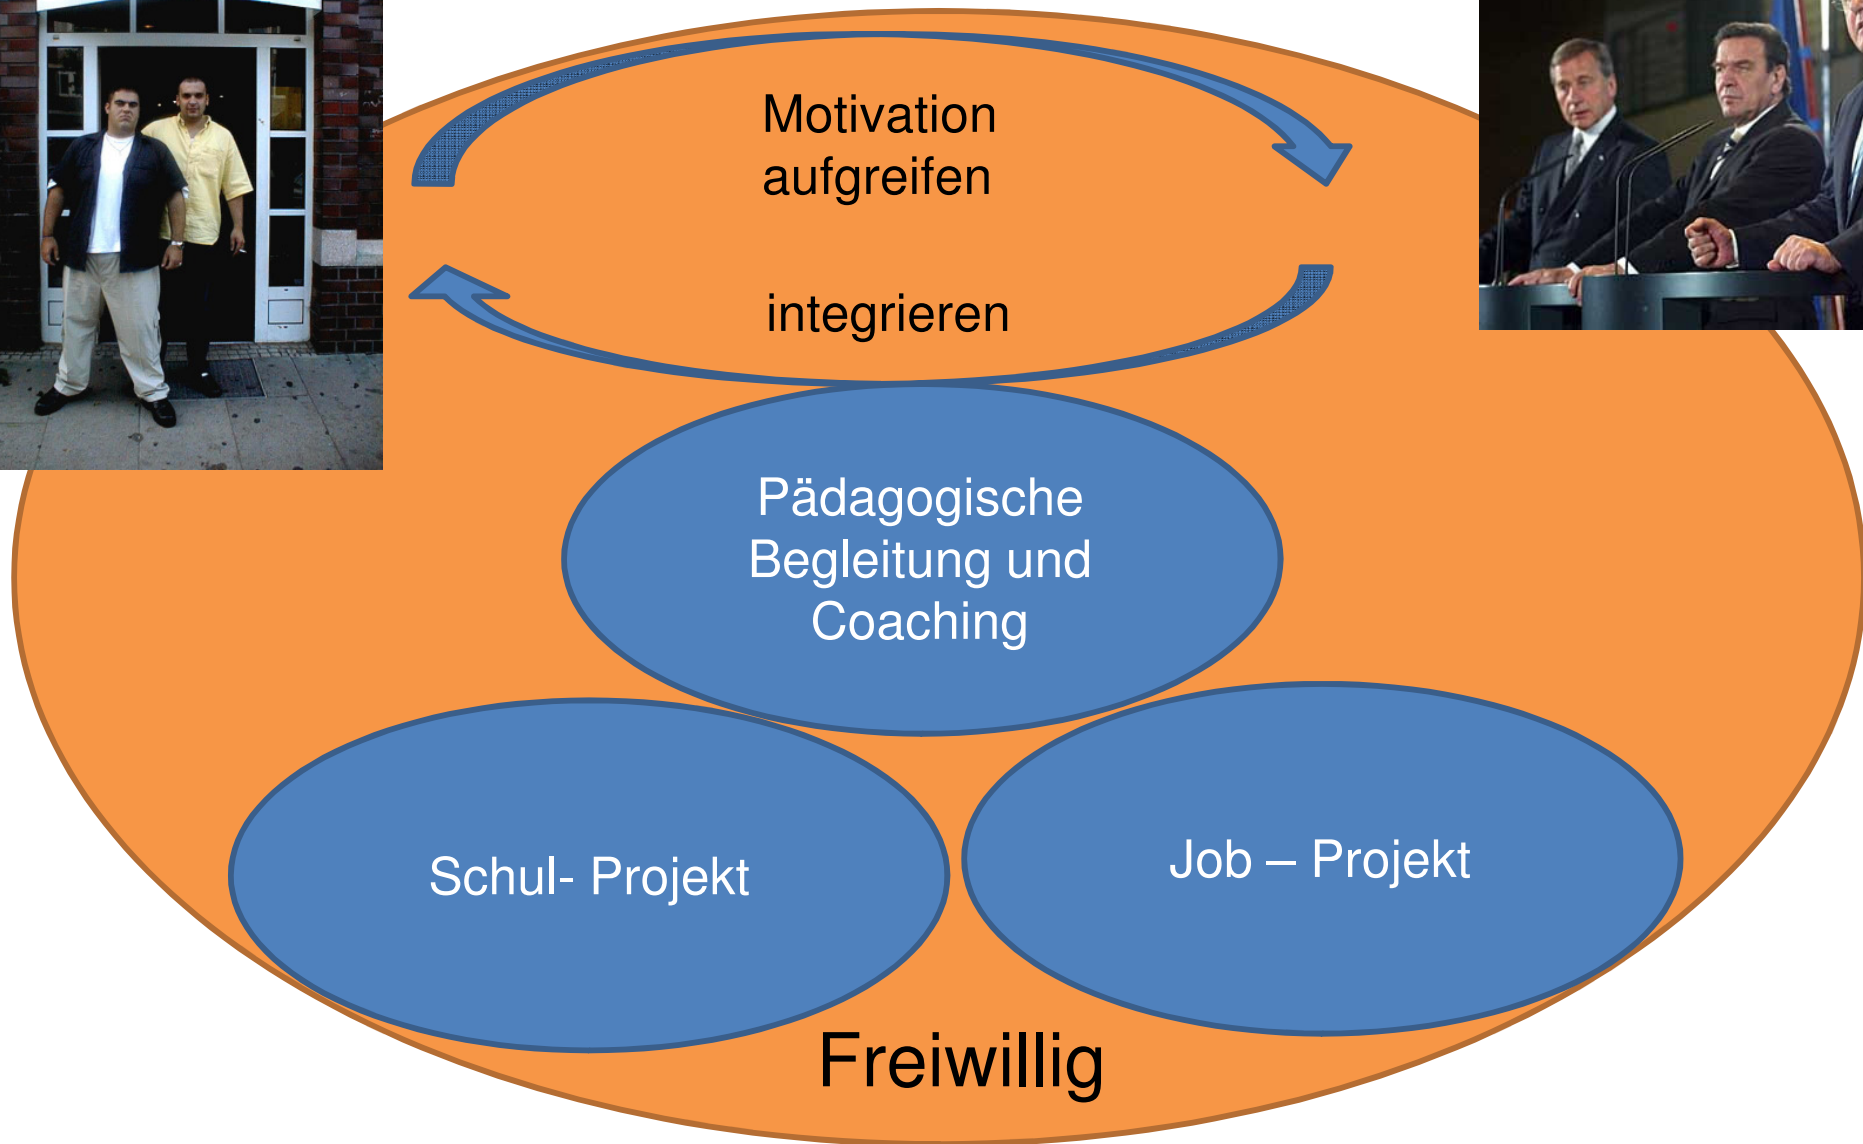 Motivation
aufgreifen
integrieren
Pädagogische
Begleitung und
Coaching
Schul- Projekt
Job – Projekt
Freiwillig